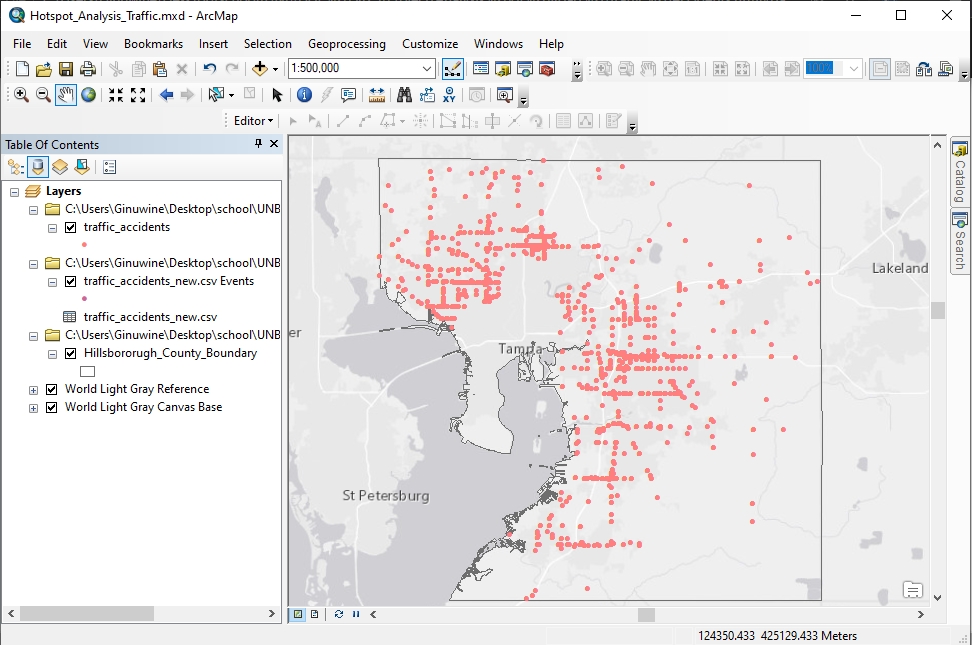 Hotspot_Analysis_Traffic.mxd - ArcMap
File Edit View Bookmarks Insert Selection Geoprocessing Customize Windows Help
1:500,000
100%
Editor
Table Of Contents
Layers
C:\Users\Ginuwine\Desktop\school\UNB
traffic_accidents
C:\Users\Ginuwine\Desktop\school\UNB
traffic_accidents_new.csv Events
traffic_accidents_new.csv
C:\Users\Ginuwine\Desktop\school\UNB
Hillsbororugh_County_Boundary
World Light Gray Reference
World Light Gray Canvas Base
Lakeland
er
Tampa
St Petersburg
Catalog
Search
124350.433 425129.433 Meters